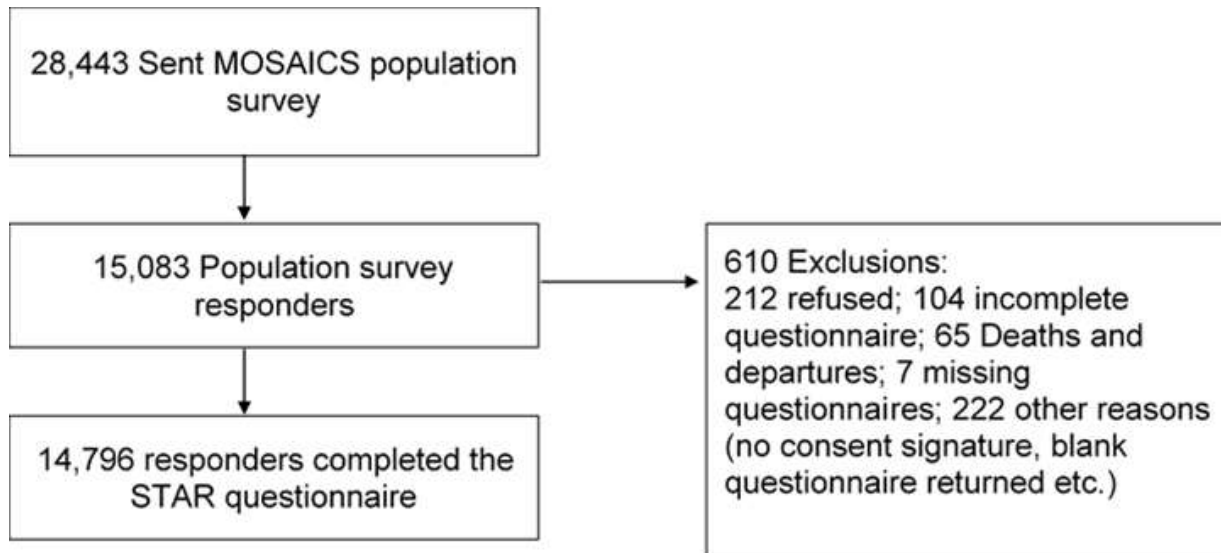 28,443 Sent MOSAICS population
survey
15,083 Population survey
responders
610 Exclusions:
212 refused; 104 incomplete
questionnaire; 65 Deaths and
departures; 7 missing
questionnaires; 222 other reasons
(no consent signature, blank
questionnaire returned etc.)
14,796 responders completed the
STAR questionnaire